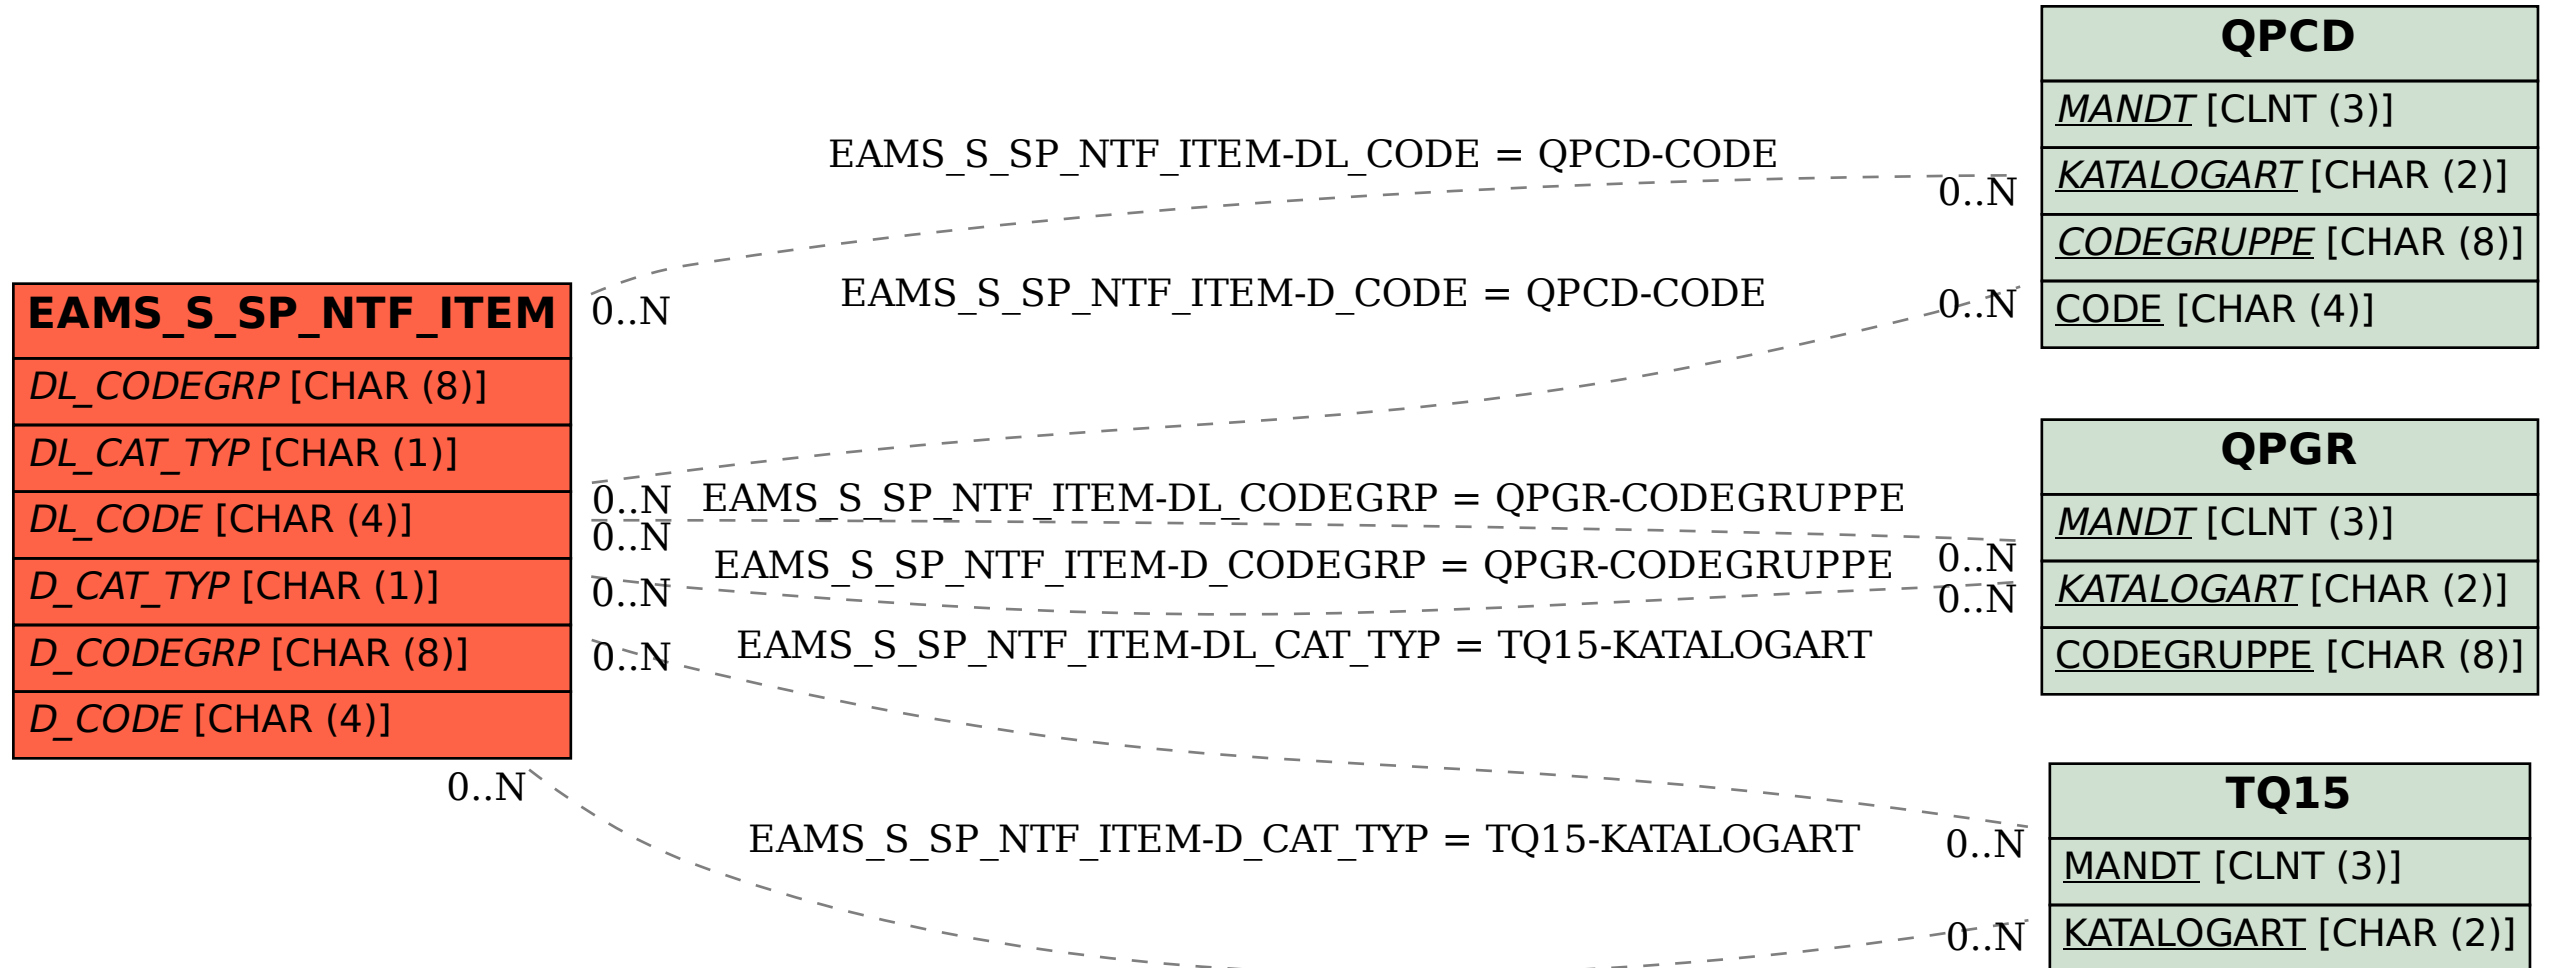 EAMS_S_SP_NTF_ITEM
DL_CODEGRP [CHAR (8)]
DL_CAT_TYP [CHAR (1)]
DL_CODE [CHAR (4)]
D_CAT_TYP [CHAR (1)]
D_CODEGRP [CHAR (8)]
D_CODE [CHAR (4)]
EAMS_S_SP_NTF_ITEM-DL_CODE = QPCD-CODE
0..N
0..N
EAMS_S_SP_NTF_ITEM-D_CODE = QPCD-CODE
0..N
0..N
EAMS_S_SP_NTF_ITEM-DL_CODEGRP = QPGR-CODEGRUPPE
0..N
0..N
EAMS_S_SP_NTF_ITEM-D_CODEGRP = QPGR-CODEGRUPPE
0..N
0..N
EAMS_S_SP_NTF_ITEM-DL_CAT_TYP = TQ15-KATALOGART
0..N
0..N
EAMS_S_SP_NTF_ITEM-D_CAT_TYP = TQ15-KATALOGART
0..N
0..N
QPCD
MANDT [CLNT (3)]
KATALOGART [CHAR (2)]
CODEGRUPPE [CHAR (8)]
CODE [CHAR (4)]
QPGR
MANDT [CLNT (3)]
KATALOGART [CHAR (2)]
CODEGRUPPE [CHAR (8)]
TQ15
MANDT [CLNT (3)]
KATALOGART [CHAR (2)]